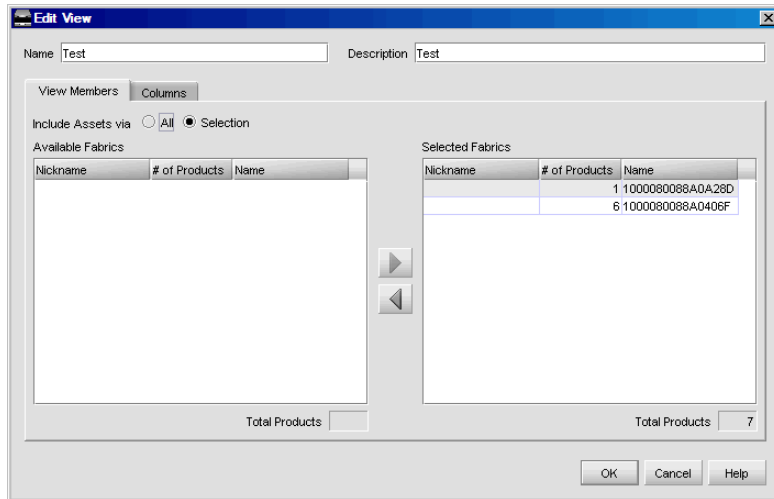 Edit View
Name Test Description Test
View Members Columns
Include Assets via All Selection
Available Fabrics Selected Fabrics
Nickname # of Products Name Nickname # of Products Name
1 1000080088A0A28D
6 1000080088A0406F
Total Products Total Products 7
OK Cancel Help